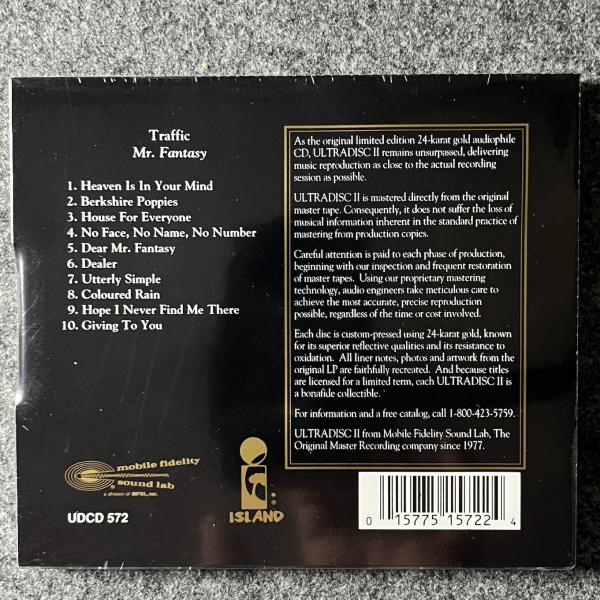 Traffic
Mr. Fantasy
1. Heaven Is In Your Mind
2. Berkshire Poppies
3. House For Everyone
4. No Face, No Name, No Number
5. Dear Mr. Fantasy
6. Dealer
7. Utterly Simple
8. Coloured Rain
9. Hope I Never Find Me There
10. Giving To You
As the original limited edition 24-karat gold audiophile
CD, ULTRADISC II remains unsurpassed, delivering
music reproduction as close to the actual recording
session as possible.
ULTRADISC II is mastered directly from the original
master tape. Consequently, it does not suffer the loss of
musical information inherent in the standard practice of
mastering from production copies.
Careful attention is paid to each phase of production,
beginning with our inspection and frequent restoration
of master tapes. Using our proprietary mastering
technology, audio engineers take meticulous care to
achieve the most accurate, precise reproduction
possible, regardless of the time or cost involved.
Each disc is custom-pressed using 24-karat gold, known
for its superior reflective qualities and its resistance to
oxidation. All liner notes, photos and artwork from the
original LP are faithfully recreated. And because titles
are licensed for a limited term, each ULTRADISC II is
a bonafide collectible.
For information and a free catalog, call 1-800-423-5759.
ULTRADISC II from Mobile Fidelity Sound Lab, The
Original Master Recording company since 1977.
mobile fidelity
sound lab
a division of MFSL, inc.
UDCD 572
ISLAND
0 15775 15722 4